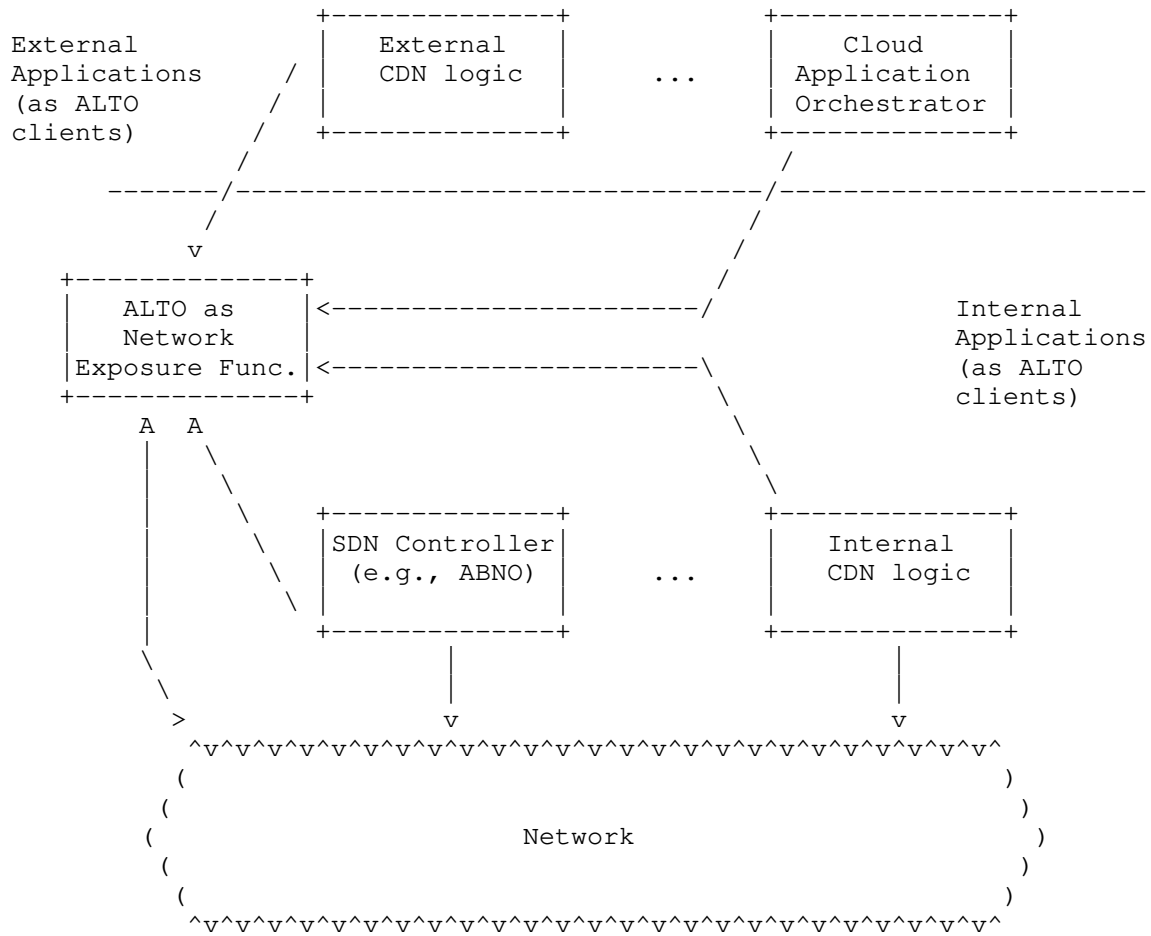 External
Applications
(as ALTO
clients)
External
CDN logic
...
Cloud
Application
Orchestrator
ALTO as
Network
Exposure Func.
Internal
Applications
(as ALTO
clients)
SDN Controller
(e.g., ABNO)
...
Internal
CDN logic
Network